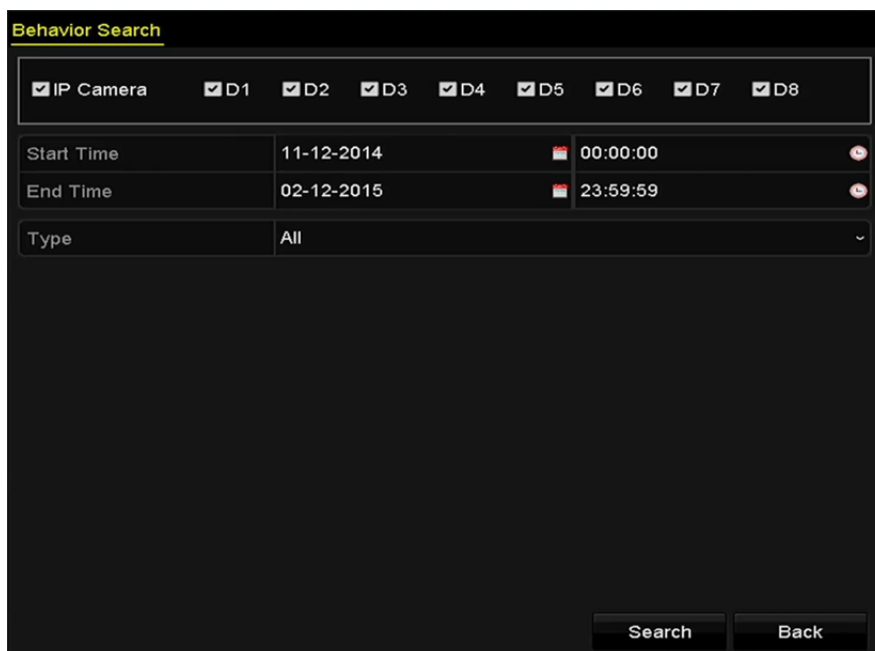 Behavior Search
IP Camera D1 D2 D3 D4 D5 D6 D7 D8
Start Time 11-12-2014 00:00:00
End Time 02-12-2015 23:59:59
Type All
Search Back